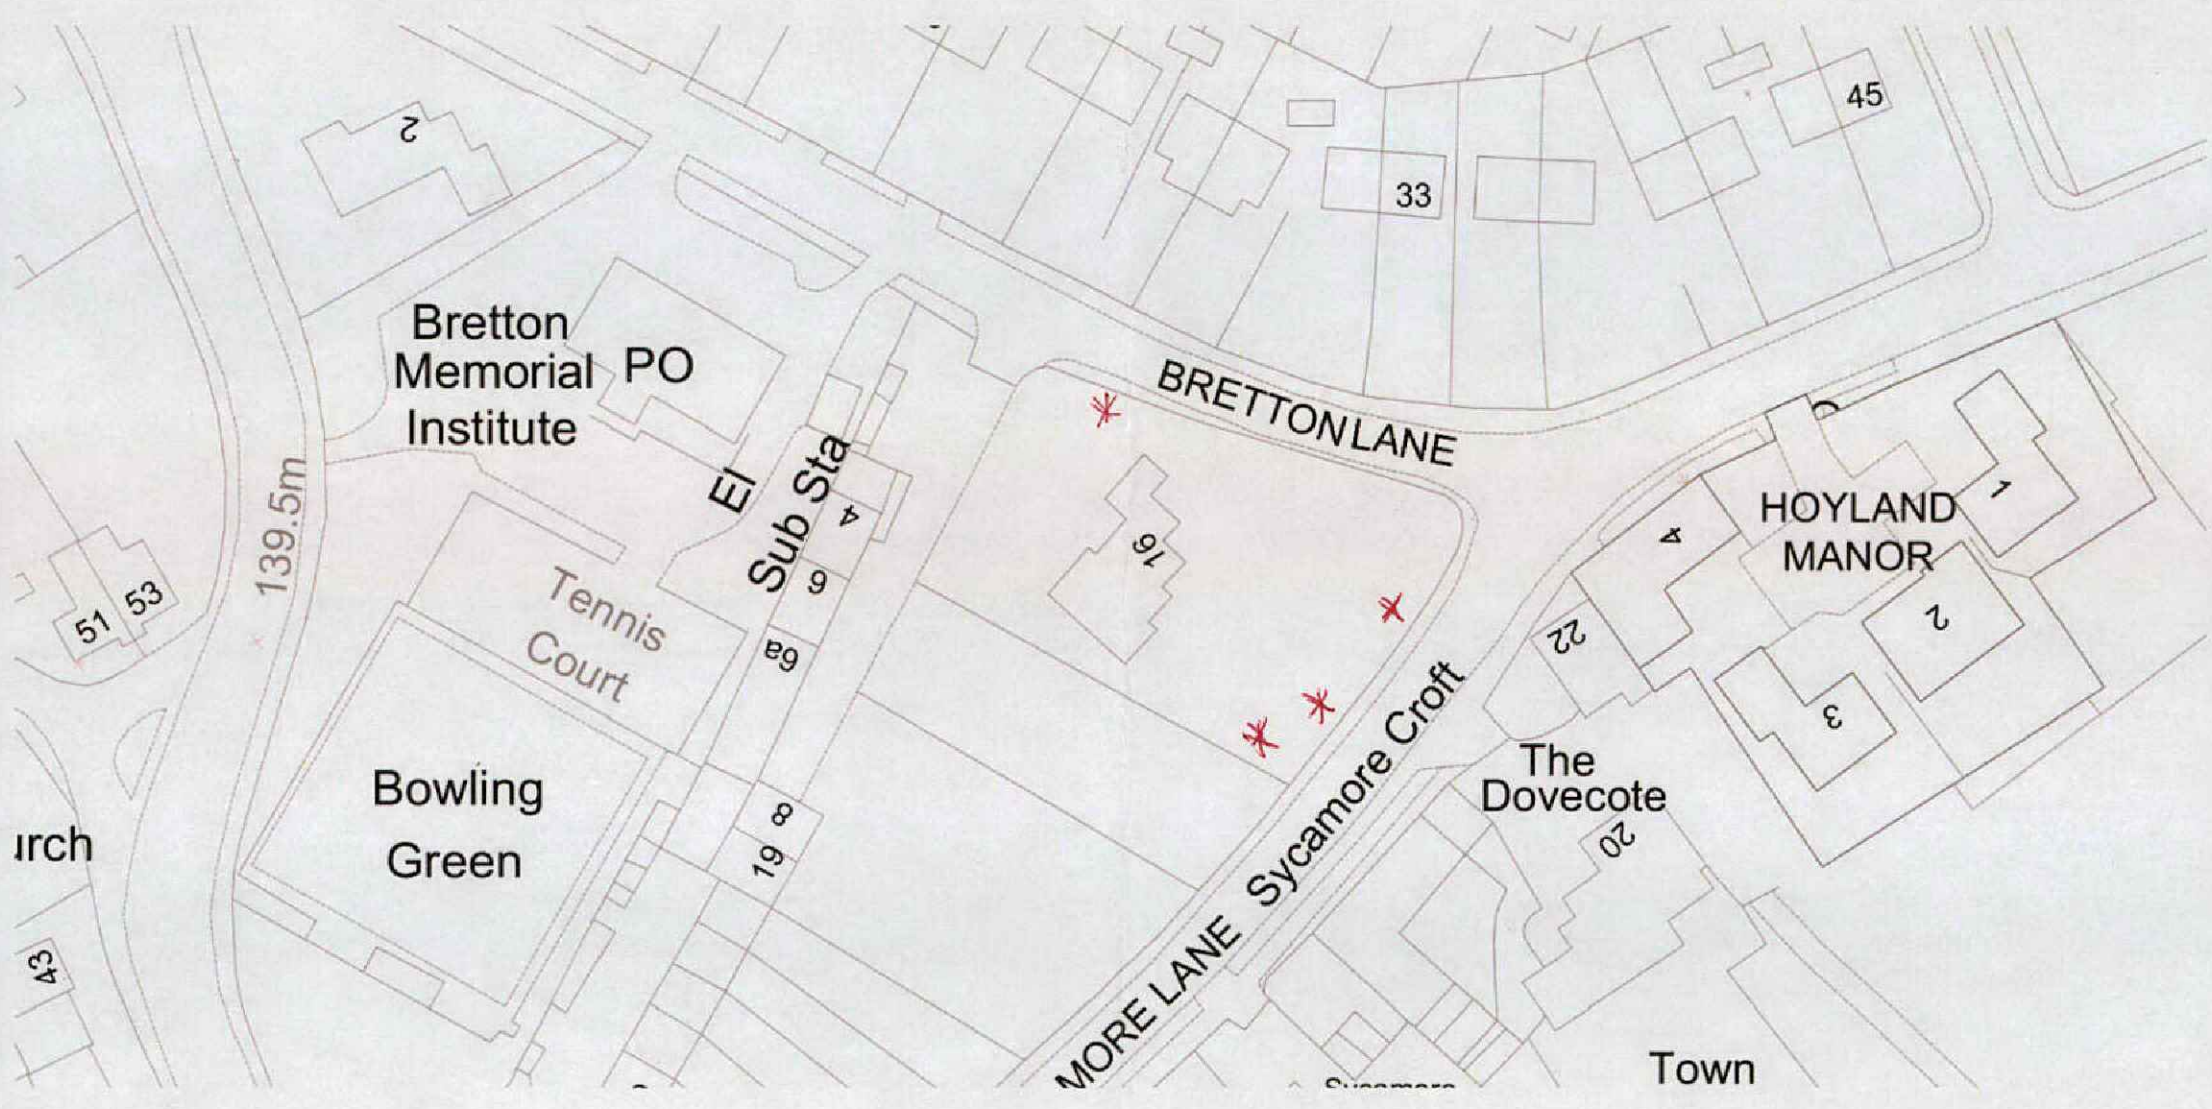 2
45
33
Bretton
Memorial
Institute
PO
BRETTON LANE
139.5m
El
Sub Sta
4
6
6a
16
HOYLAND
MANOR
1
4
2
3
22
51
53
Tennis
Court
Bowling
Green
8
19
Sycamore Croft
MORE LANE
The
Dovecote
20
urch
43
Town